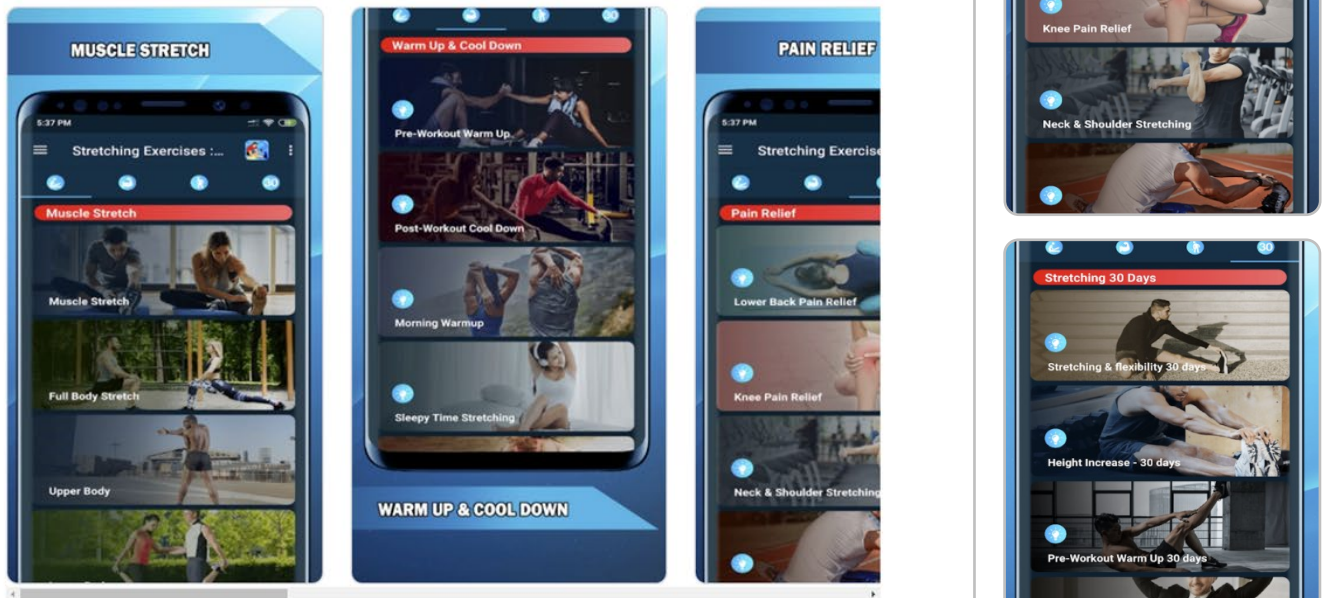 MUSCLE STRETCH
5:37 PM
Stretching Exercises :...
30
Muscle Stretch
Muscle Stretch
Full Body Stretch
Upper Body
30
Warm Up & Cool Down
Pre-Workout Warm Up
Post-Workout Cool Down
Morning Warmup
Sleepy Time Stretching
WARM UP & COOL DOWN
PAIN RELIEF
5:37 PM
Stretching Exercise
Pain Relief
Lower Back Pain Relief
Knee Pain Relief
Neck & Shoulder Stretching
Knee Pain Relief
Neck & Shoulder Stretching
30
Stretching 30 Days
Stretching & flexibility 30 days
Height Increase - 30 days
Pre-Workout Warm Up 30 days